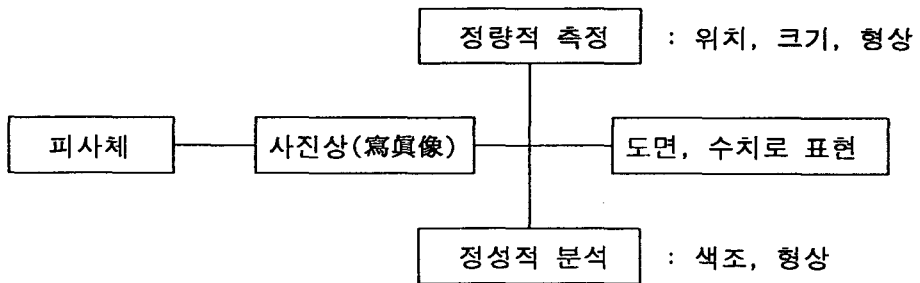 정량적 측정 : 위치, 크기, 형상
피사체 사진상(寫眞像) 도면, 수치로 표현
정성적 분석 : 색조, 형상